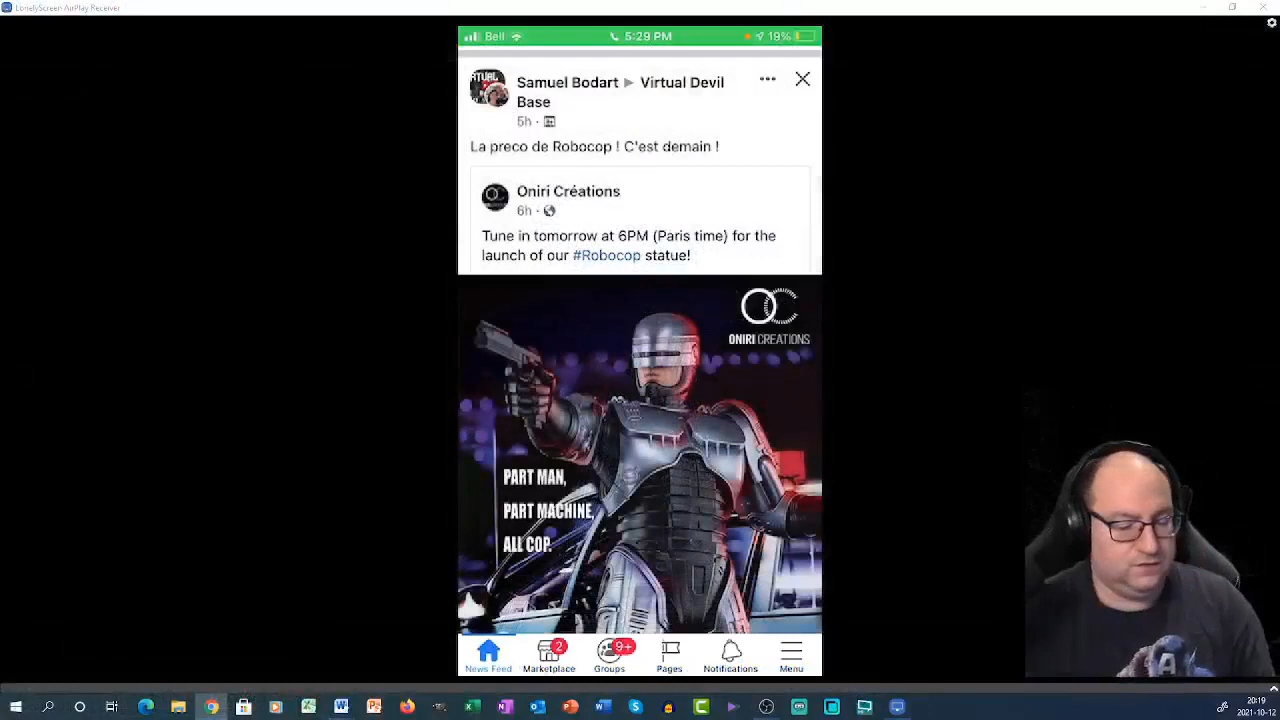 LonelyScreen AirPlay Receiver
Bell 5:29 PM 19%
Samuel Bodart ▶ Virtual Devil
Base
5h ·
La preco de Robocop ! C'est demain !
Oniri Créations
6h ·
Tune in tomorrow at 6PM (Paris time) for the
launch of our #Robocop statue!
OC
ONIRI CREATIONS
PART MAN,
PART MACHINE,
ALL COP.
2
9+
News Feed Marketplace Groups Pages Notifications Menu
20:19
2021-10-12